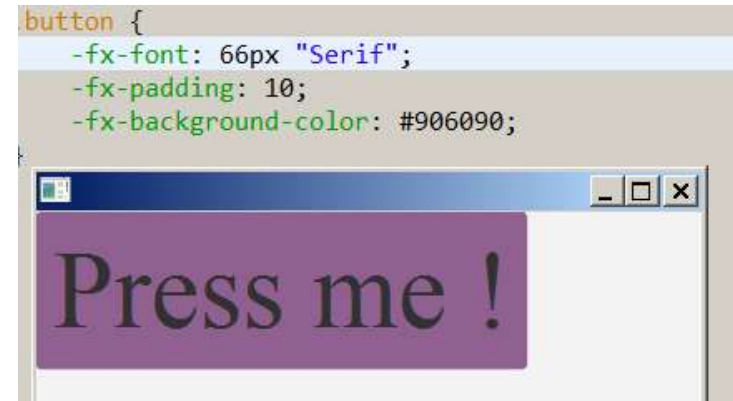 .button {
-fx-font: 66px "Serif";
-fx-padding: 10;
-fx-background-color: #906090;
}
Press me !